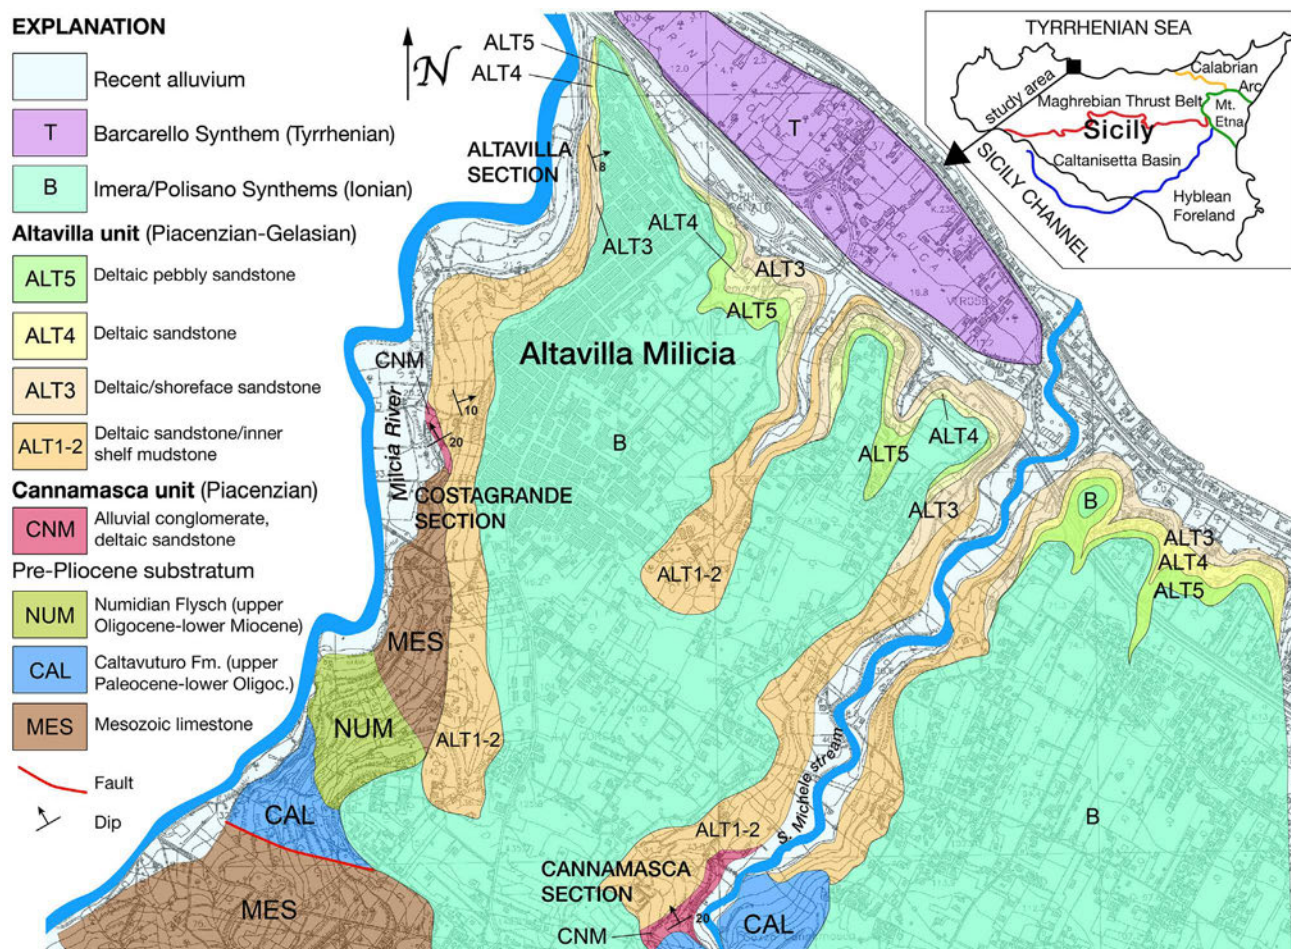 EXPLANATION
Recent alluvium
T
Barcarello Synthem (Tyrrhenian)
B
Imera/Polisano Synthems (Ionian)
Altavilla unit (Piacenzian-Gelasian)
ALT5
Deltaic pebbly sandstone
ALT4
Deltaic sandstone
ALT3
Deltaic/shoreface sandstone
ALT1-2
Deltaic sandstone/inner
shelf mudstone
Cannamasca unit (Piacenzian)
CNM
Alluvial conglomerate,
deltaic sandstone
Pre-Pliocene substratum
NUM
Numidian Flysch (upper
Oligocene-lower Miocene)
CAL
Caltavuturo Fm. (upper
Paleocene-lower Oligoc.)
MES
Mesozoic limestone
Fault
Dip
N
ALT5
ALT4
ALTAVILLA
SECTION
8
ALT3
T
ALT4
ALT3
ALT5
Altavilla Milicia
CNM
10
20
Milcia River
COSTAGRANDE
SECTION
B
ALT5
ALT4
ALT3
B
ALT3
ALT4
ALT5
ALT1-2
MES
NUM
ALT1-2
CAL
MES
S. Michele stream
ALT1-2
B
CANNAMASCA
SECTION
20
CNM
CAL
TYRRHENIAN SEA
Calabrian
Arc
study area
Maghrebian Thrust Belt
Mt.
Etna
Sicily
Caltanisetta Basin
SICILY CHANNEL
Hyblean
Foreland